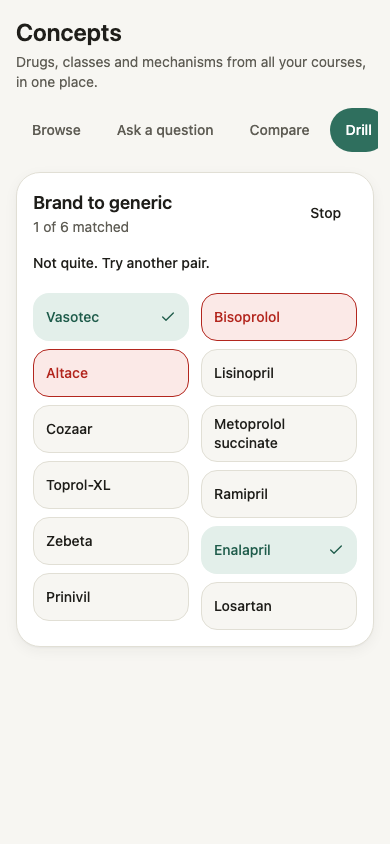 Concepts
Drugs, classes and mechanisms from all your courses,
in one place.
Browse
Ask a question
Compare
Drill
Brand to generic
1 of 6 matched
Stop
Not quite. Try another pair.
Vasotec
Bisoprolol
Altace
Lisinopril
Cozaar
Metoprolol
succinate
Toprol-XL
Ramipril
Zebeta
Enalapril
Prinivil
Losartan